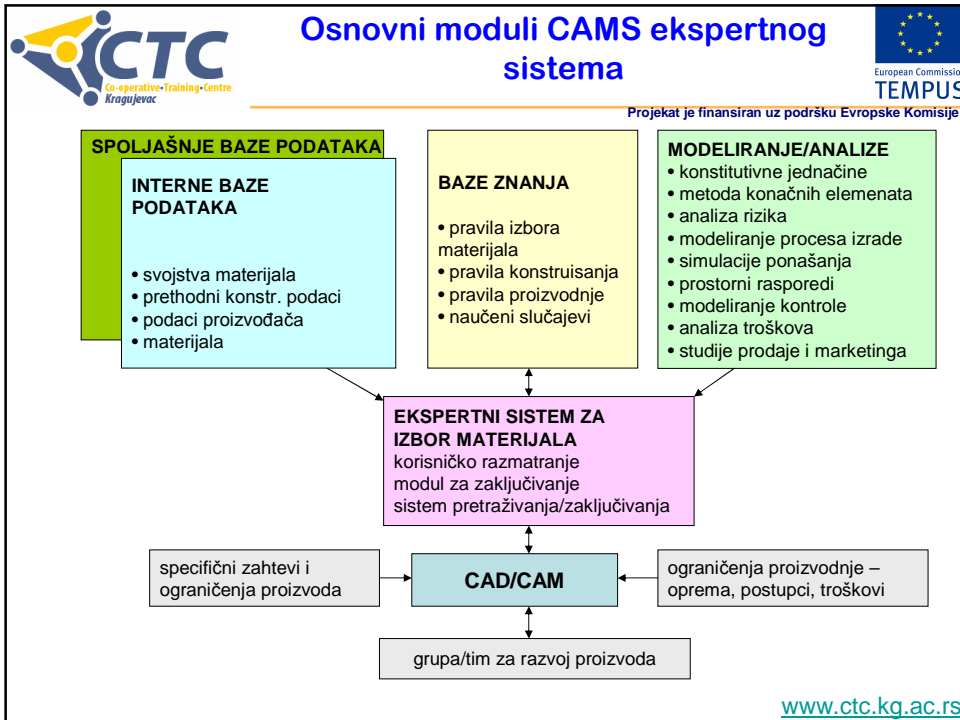 CTC
Co-operative•Training•Centre
Kragujevac
Osnovni moduli CAMS ekspertnog
sistema
European Commissio
TEMPUS
Projekat je finansiran uz podršku Evropske Komisije
SPOLJAŠNJE BAZE PODATAKA
INTERNE BAZE
PODATAKA
• svojstva materijala
• prethodni konstr. podaci
• podaci proizvođača
• materijala
BAZE ZNANJA
• pravila izbora
materijala
• pravila konstruisanja
• pravila proizvodnje
• naučeni slučajevi
MODELIRANJE/ANALIZE
• konstitutivne jednačine
• metoda konačnih elemenata
• analiza rizika
• modeliranje procesa izrade
• simulacije ponašanja
• prostorni rasporedi
• modeliranje kontrole
• analiza troškova
• studije prodaje i marketinga
EKSPERTNI SISTEM ZA
IZBOR MATERIJALA
korisničko razmatranje
modul za zaključivanje
sistem pretraživanja/zaključivanja
specifični zahtevi i
ograničenja proizvoda
CAD/CAM
ograničenja proizvodnje –
oprema, postupci, troškovi
grupa/tim za razvoj proizvoda
www.ctc.kg.ac.rs